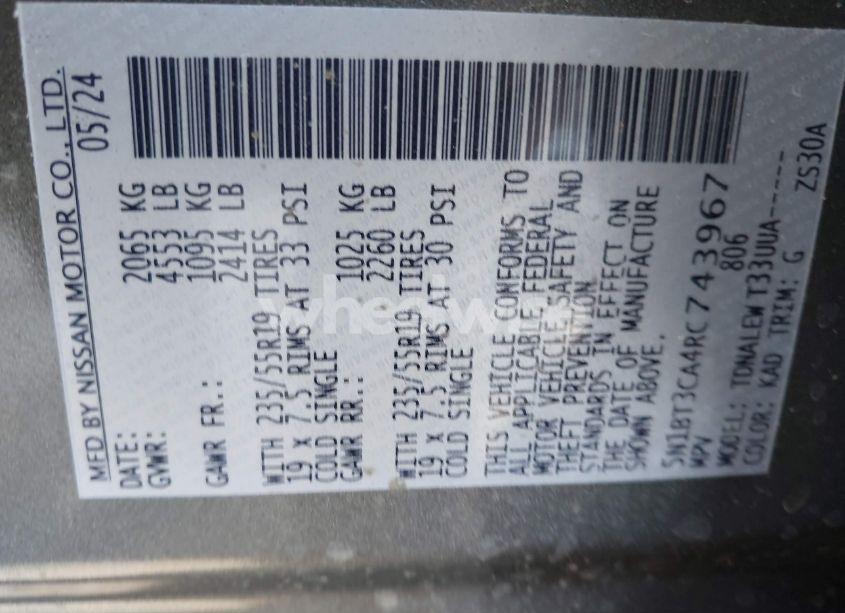 MFD BY NISSAN MOTOR CO., LTD.
DATE: 05/24
GVWR: 2065 KG
4553 LB
GAWR FR.: 1095 KG
2414 LB
WITH 235/55R19 TIRES
19 x 7.5 RIMS AT 33 PSI
COLD SINGLE
GAWR RR.: 1025 KG
2260 LB
WITH 235/55R19 TIRES
19 x 7.5 RIMS AT 30 PSI
COLD SINGLE
THIS VEHICLE CONFORMS TO
ALL APPLICABLE FEDERAL
MOTOR VEHICLE SAFETY AND
THEFT PREVENTION
STANDARDS IN EFFECT ON
THE DATE OF MANUFACTURE
SHOWN ABOVE.
5N1BT3CA4RC743967
MPV 806
MODEL: TDNALEWT33UUA-----
COLOR: KAD TRIM: G ZS30A